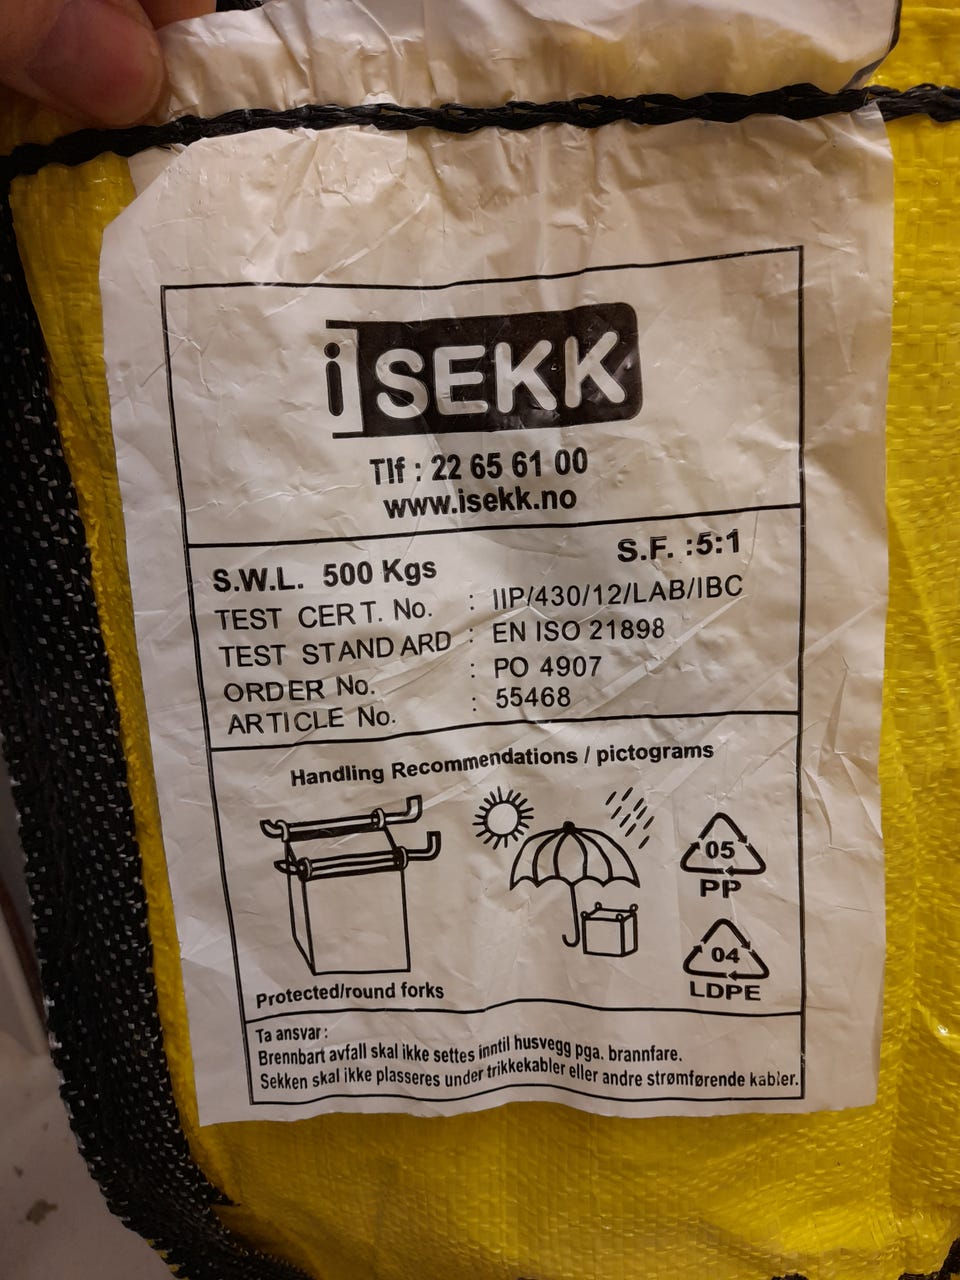 iSEKK
Tlf : 22 65 61 00
www.isekk.no
S.W.L. 500 Kgs S.F. :5:1
TEST CERT. No. : IIP/430/12/LAB/IBC
TEST STANDARD : EN ISO 21898
ORDER No. : PO 4907
ARTICLE No. : 55468
Handling Recommendations / pictograms
05
PP
04
LDPE
Protected/round forks
Ta ansvar :
Brennbart avfall skal ikke settes inntil husvegg pga. brannfare.
Sekken skal ikke plasseres under trikkekabler eller andre strømførende kabler.